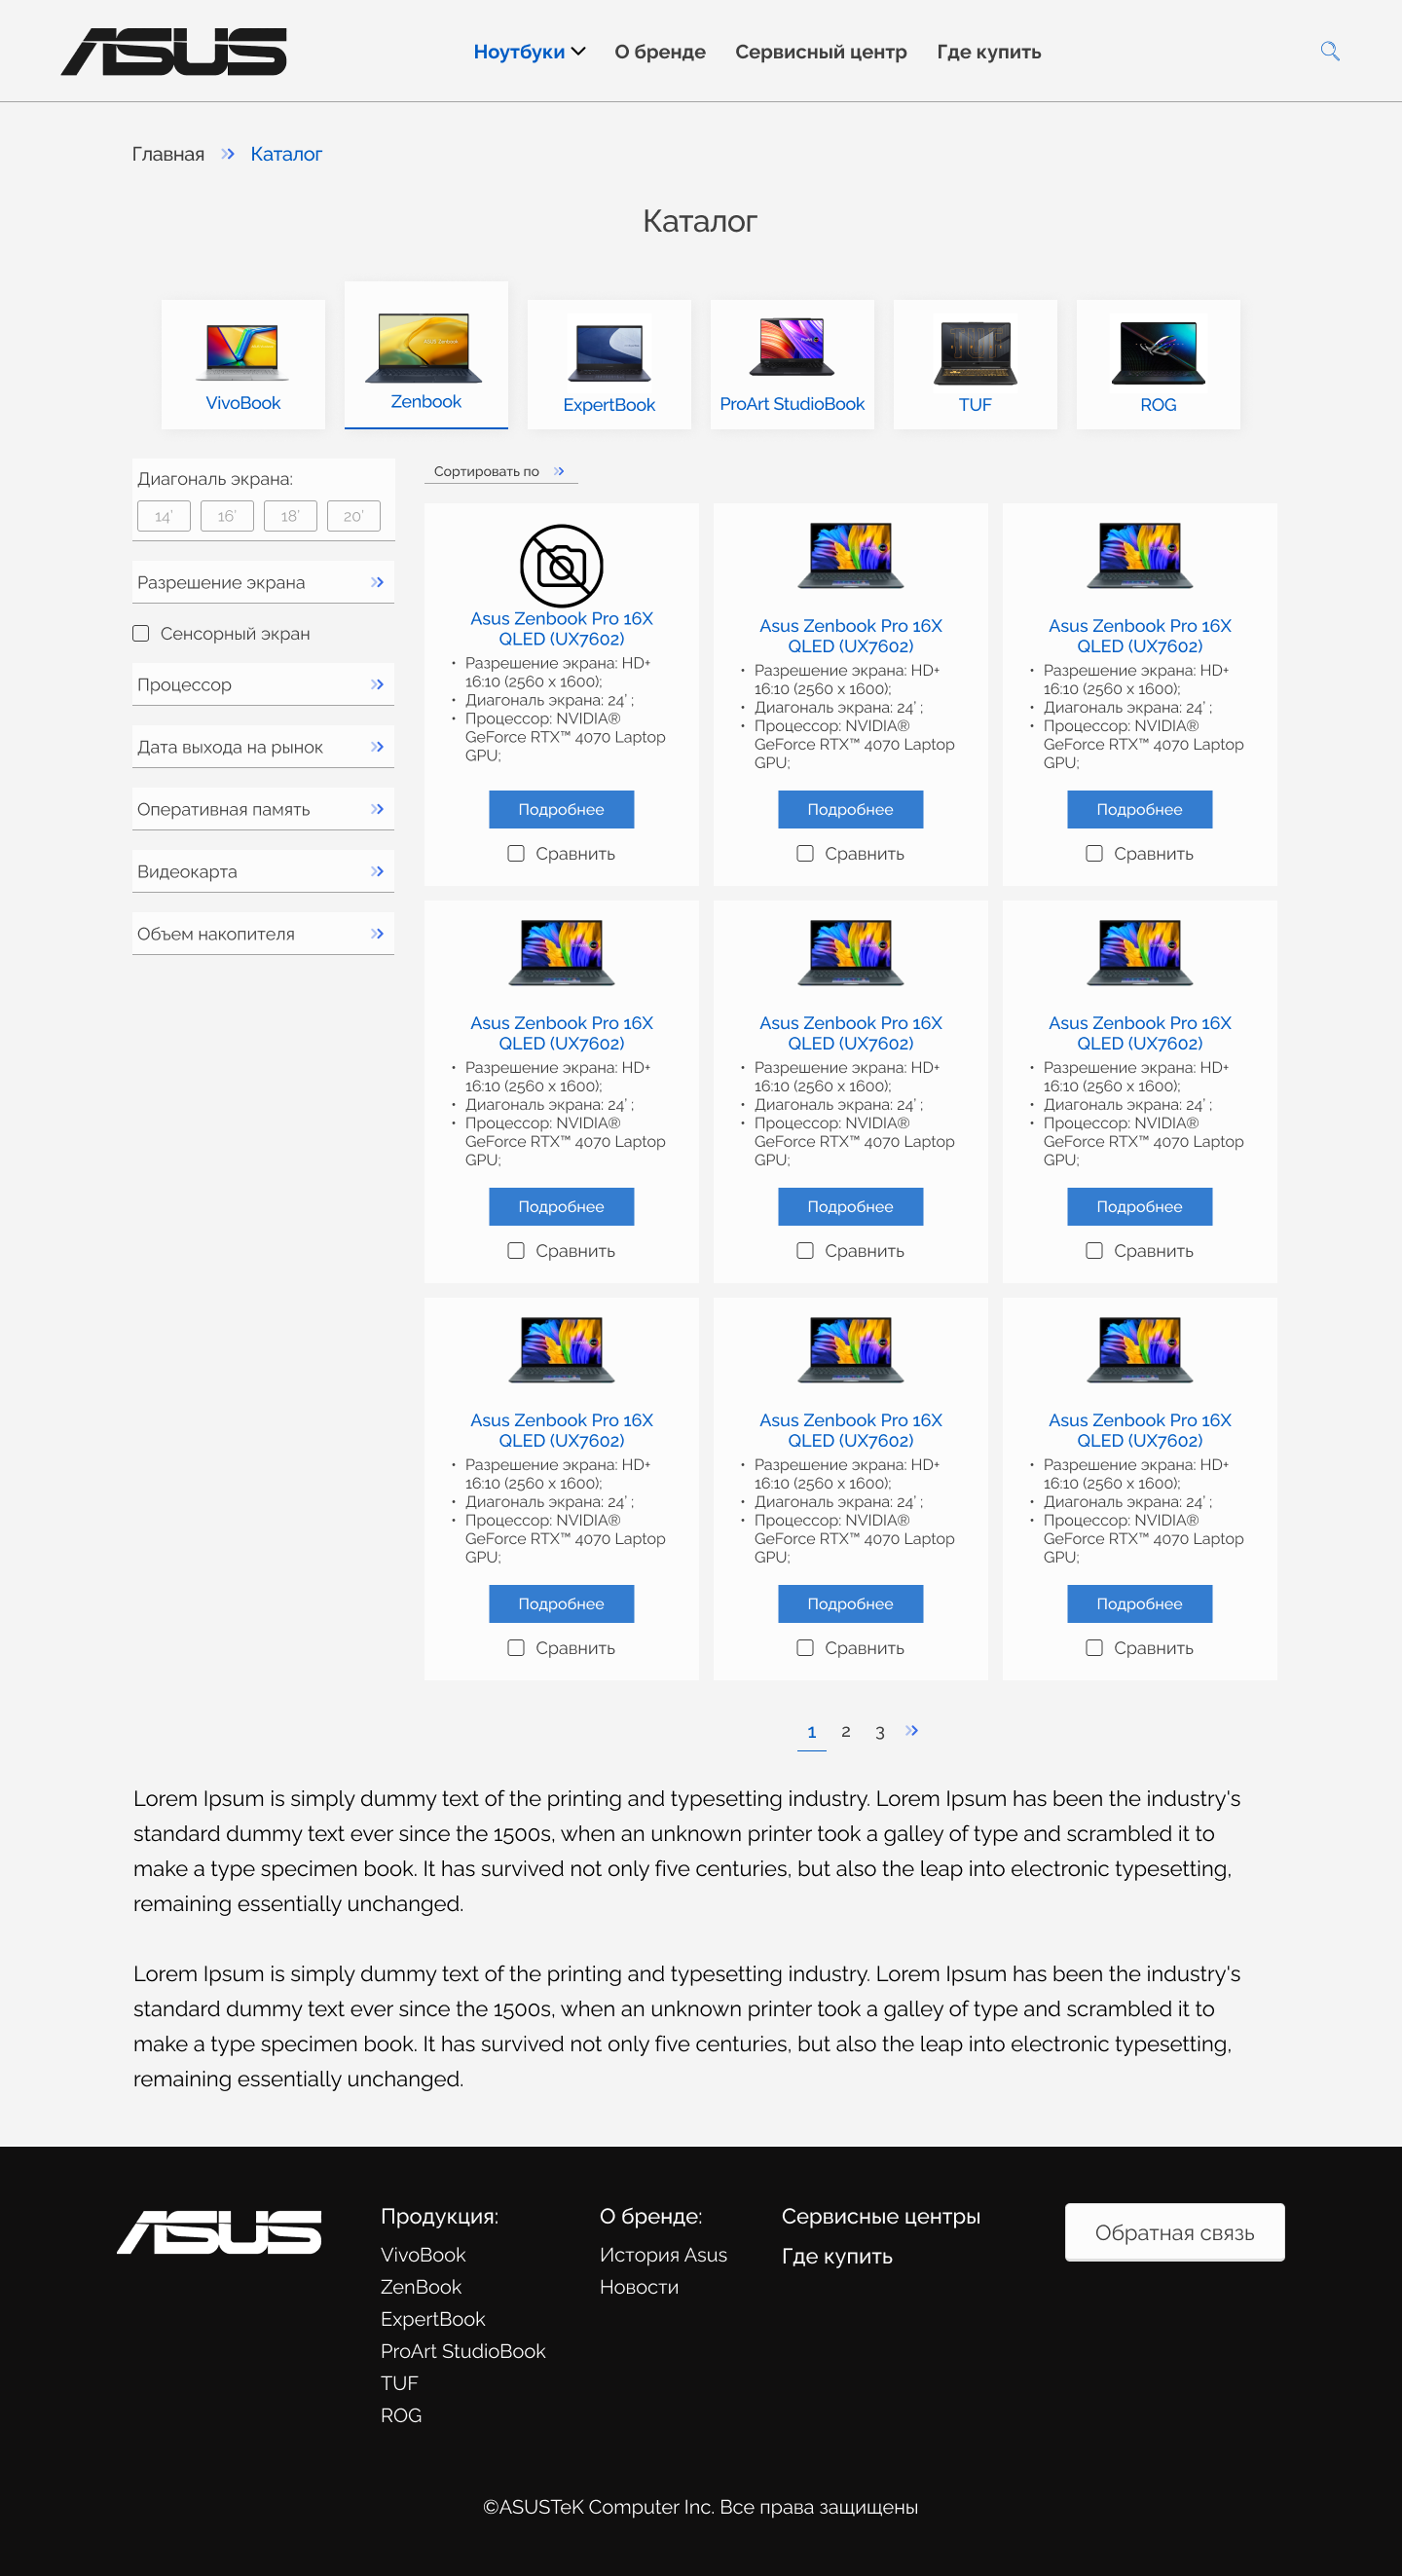 ASUS
Ноутбуки О бренде Сервисный центр Где купить
Главная Каталог
Каталог
VivoBook
Zenbook
ExpertBook
ProArt StudioBook
TUF
ROG
Диагональ экрана:
14' 16' 18' 20'
Разрешение экрана
Сенсорный экран
Процессор
Дата выхода на рынок
Оперативная память
Видеокарта
Объем накопителя
Сортировать по
Asus Zenbook Pro 16X
QLED (UX7602)
• Разрешение экрана: HD+
16:10 (2560 x 1600);
• Диагональ экрана: 24' ;
• Процессор: NVIDIA®
GeForce RTX™ 4070 Laptop
GPU;
Подробнее
Сравнить
Asus Zenbook Pro 16X
QLED (UX7602)
• Разрешение экрана: HD+
16:10 (2560 x 1600);
• Диагональ экрана: 24' ;
• Процессор: NVIDIA®
GeForce RTX™ 4070 Laptop
GPU;
Подробнее
Сравнить
Asus Zenbook Pro 16X
QLED (UX7602)
• Разрешение экрана: HD+
16:10 (2560 x 1600);
• Диагональ экрана: 24' ;
• Процессор: NVIDIA®
GeForce RTX™ 4070 Laptop
GPU;
Подробнее
Сравнить
Asus Zenbook Pro 16X
QLED (UX7602)
• Разрешение экрана: HD+
16:10 (2560 x 1600);
• Диагональ экрана: 24' ;
• Процессор: NVIDIA®
GeForce RTX™ 4070 Laptop
GPU;
Подробнее
Сравнить
Asus Zenbook Pro 16X
QLED (UX7602)
• Разрешение экрана: HD+
16:10 (2560 x 1600);
• Диагональ экрана: 24' ;
• Процессор: NVIDIA®
GeForce RTX™ 4070 Laptop
GPU;
Подробнее
Сравнить
Asus Zenbook Pro 16X
QLED (UX7602)
• Разрешение экрана: HD+
16:10 (2560 x 1600);
• Диагональ экрана: 24' ;
• Процессор: NVIDIA®
GeForce RTX™ 4070 Laptop
GPU;
Подробнее
Сравнить
Asus Zenbook Pro 16X
QLED (UX7602)
• Разрешение экрана: HD+
16:10 (2560 x 1600);
• Диагональ экрана: 24' ;
• Процессор: NVIDIA®
GeForce RTX™ 4070 Laptop
GPU;
Подробнее
Сравнить
Asus Zenbook Pro 16X
QLED (UX7602)
• Разрешение экрана: HD+
16:10 (2560 x 1600);
• Диагональ экрана: 24' ;
• Процессор: NVIDIA®
GeForce RTX™ 4070 Laptop
GPU;
Подробнее
Сравнить
Asus Zenbook Pro 16X
QLED (UX7602)
• Разрешение экрана: HD+
16:10 (2560 x 1600);
• Диагональ экрана: 24' ;
• Процессор: NVIDIA®
GeForce RTX™ 4070 Laptop
GPU;
Подробнее
Сравнить
1 2 3
Lorem Ipsum is simply dummy text of the printing and typesetting industry. Lorem Ipsum has been the industry's
standard dummy text ever since the 1500s, when an unknown printer took a galley of type and scrambled it to
make a type specimen book. It has survived not only five centuries, but also the leap into electronic typesetting,
remaining essentially unchanged.
Lorem Ipsum is simply dummy text of the printing and typesetting industry. Lorem Ipsum has been the industry's
standard dummy text ever since the 1500s, when an unknown printer took a galley of type and scrambled it to
make a type specimen book. It has survived not only five centuries, but also the leap into electronic typesetting,
remaining essentially unchanged.
ASUS
Продукция:
VivoBook
ZenBook
ExpertBook
ProArt StudioBook
TUF
ROG
О бренде:
История Asus
Новости
Сервисные центры
Где купить
Обратная связь
©ASUSTeK Computer Inc. Все права защищены